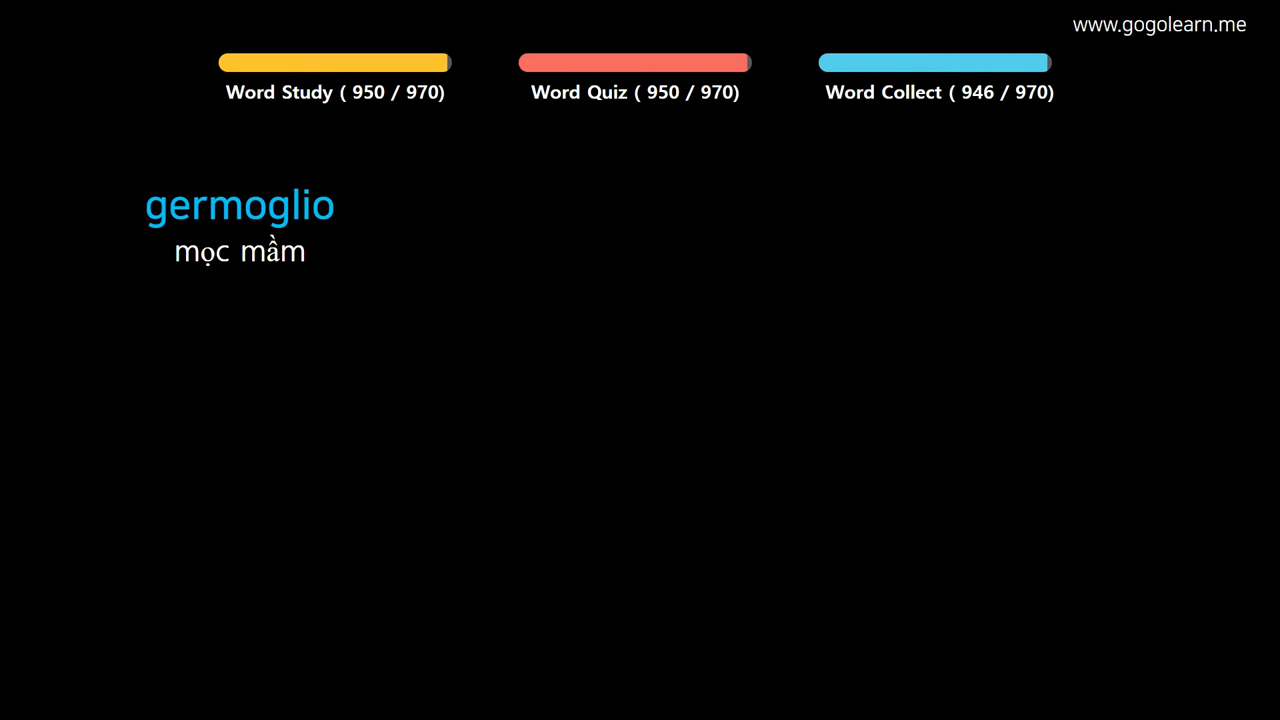 www.gogolearn.me
Word Study ( 950 / 970)
Word Quiz ( 950 / 970)
Word Collect ( 946 / 970)
germoglio
mọc mầm